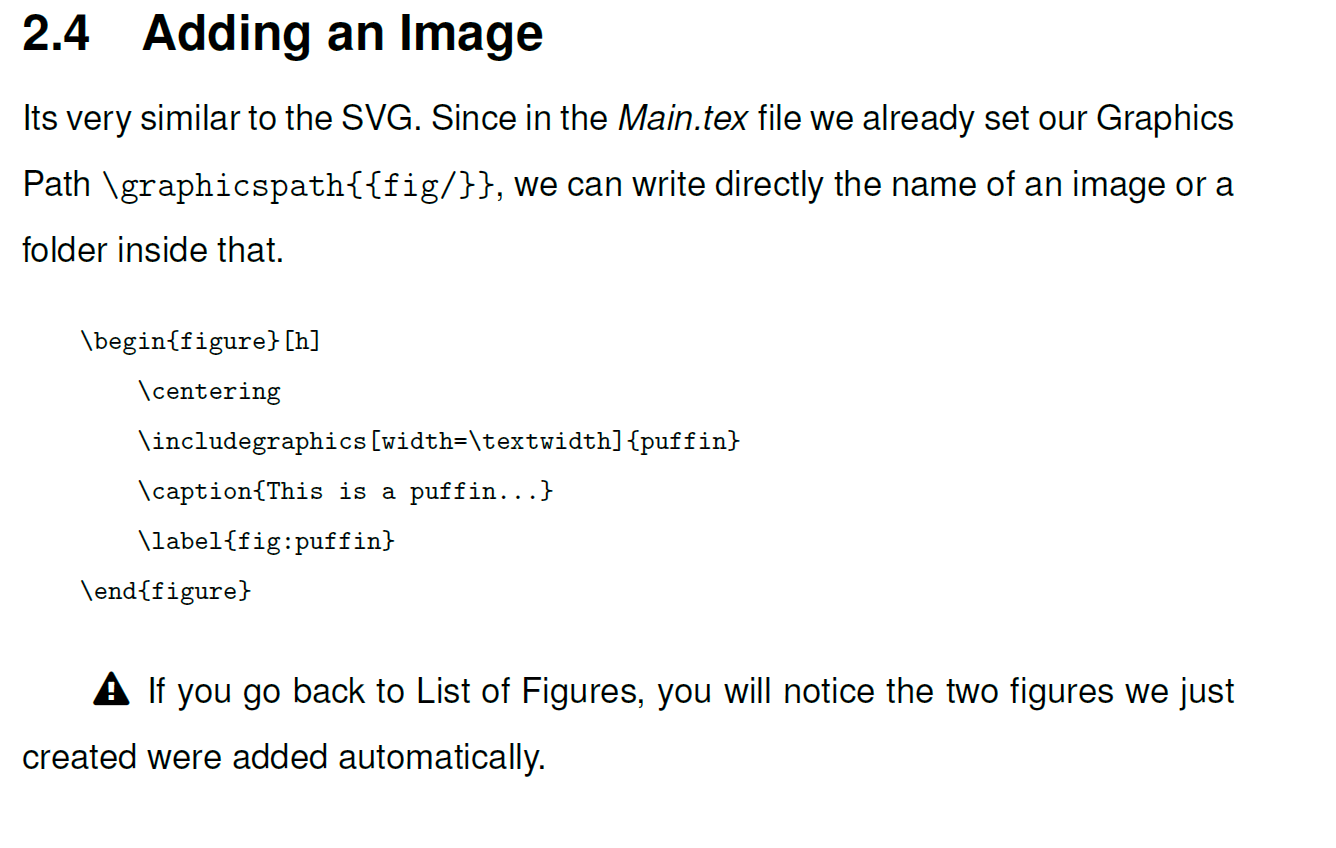 2.4 Adding an Image
Its very similar to the SVG. Since in the Main.tex file we already set our Graphics
Path \graphicspath{{fig/}}, we can write directly the name of an image or a
folder inside that.
\begin{figure}[h]
\centering
\includegraphics[width=\textwidth]{puffin}
\caption{This is a puffin...}
\label{fig:puffin}
\end{figure}
If you go back to List of Figures, you will notice the two figures we just
created were added automatically.